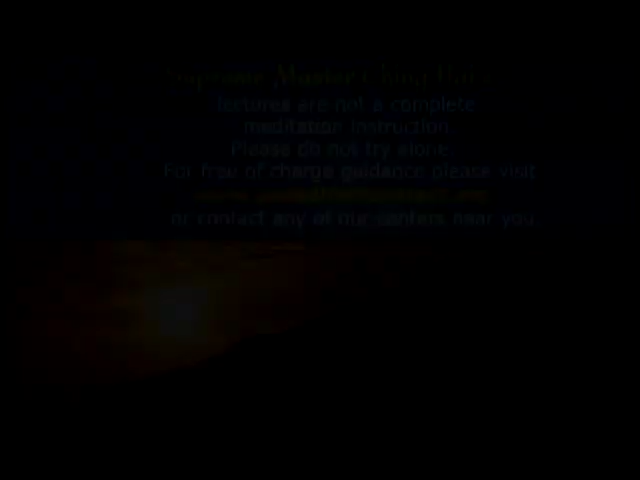 Supreme Master Ching Hai's
lectures are not a complete
meditation instruction.
Please do not try alone.
For free of charge guidance please visit
or contact any of our centers near you.